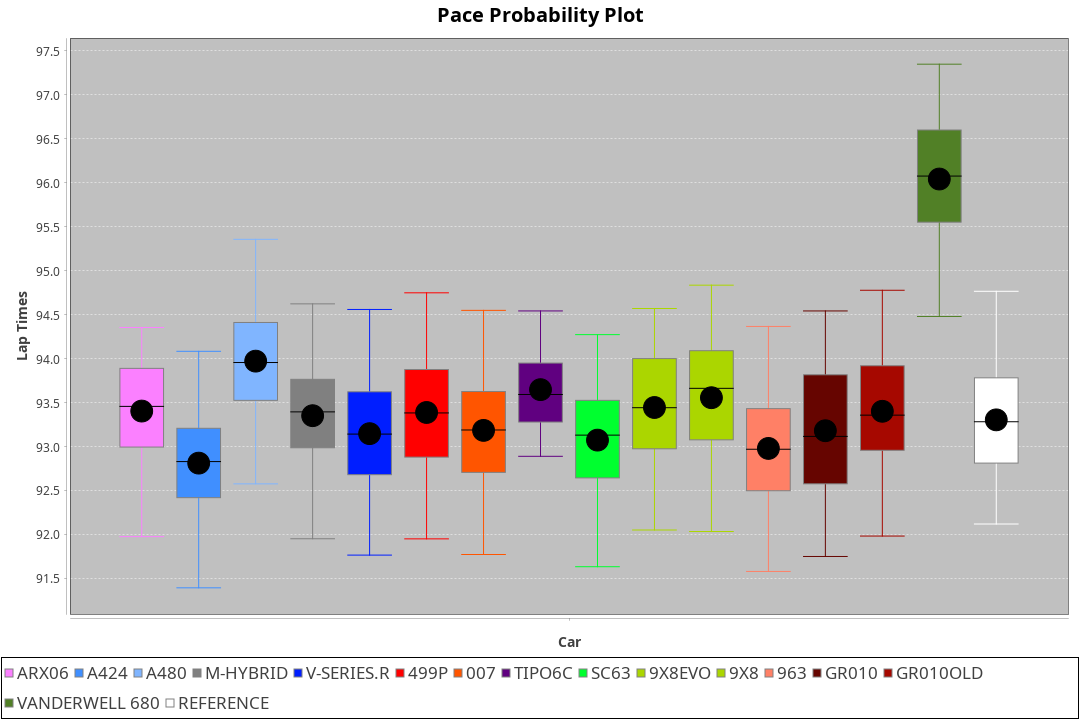 Pace Probability Plot
97.5
97.0
96.5
96.0
95.5
95.0
94.5
94.0
93.5
93.0
92.5
92.0
91.5
Lap Times
Car
ARX06 A424 A480 M-HYBRID V-SERIES.R 499P 007 TIPO6C SC63 9X8EVO 9X8 963 GR010 GR010OLD
VANDERWELL 680 REFERENCE